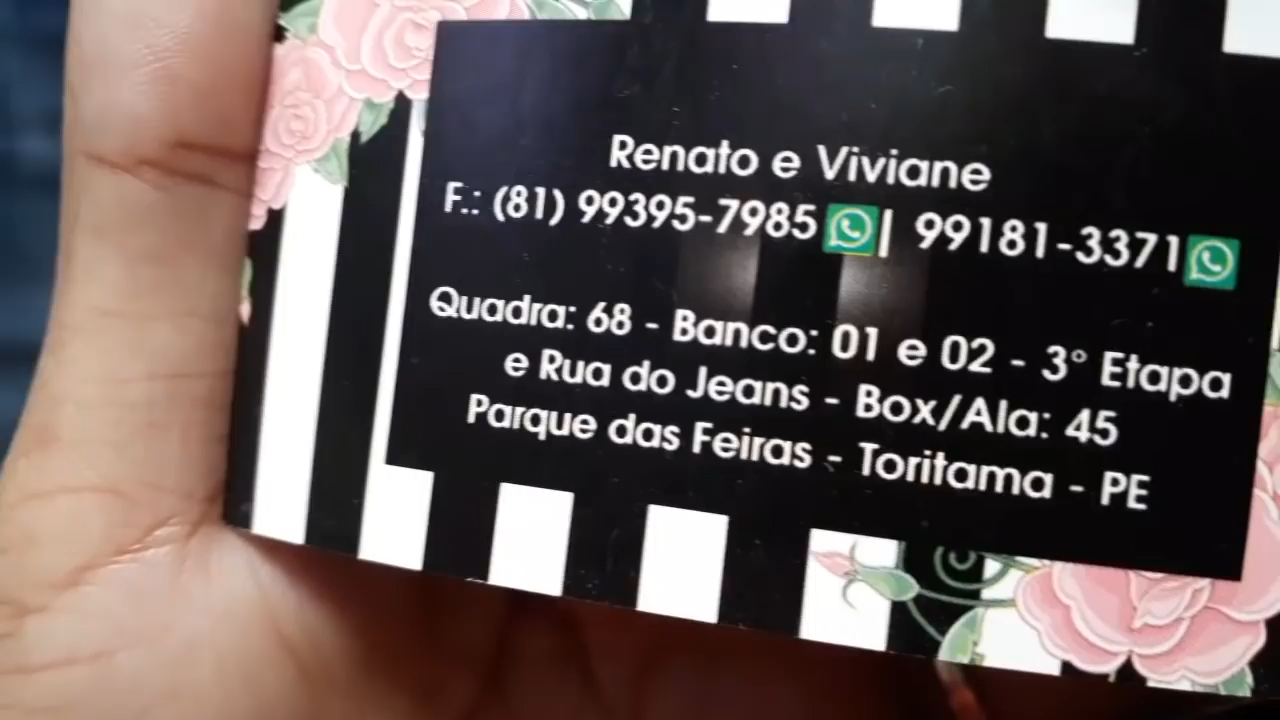 Renato e Viviane
F.: (81) 99395-7985 | 99181-3371
Quadra: 68 - Banco: 01 e 02 - 3° Etapa
e Rua do Jeans - Box/Ala: 45
Parque das Feiras - Toritama - PE